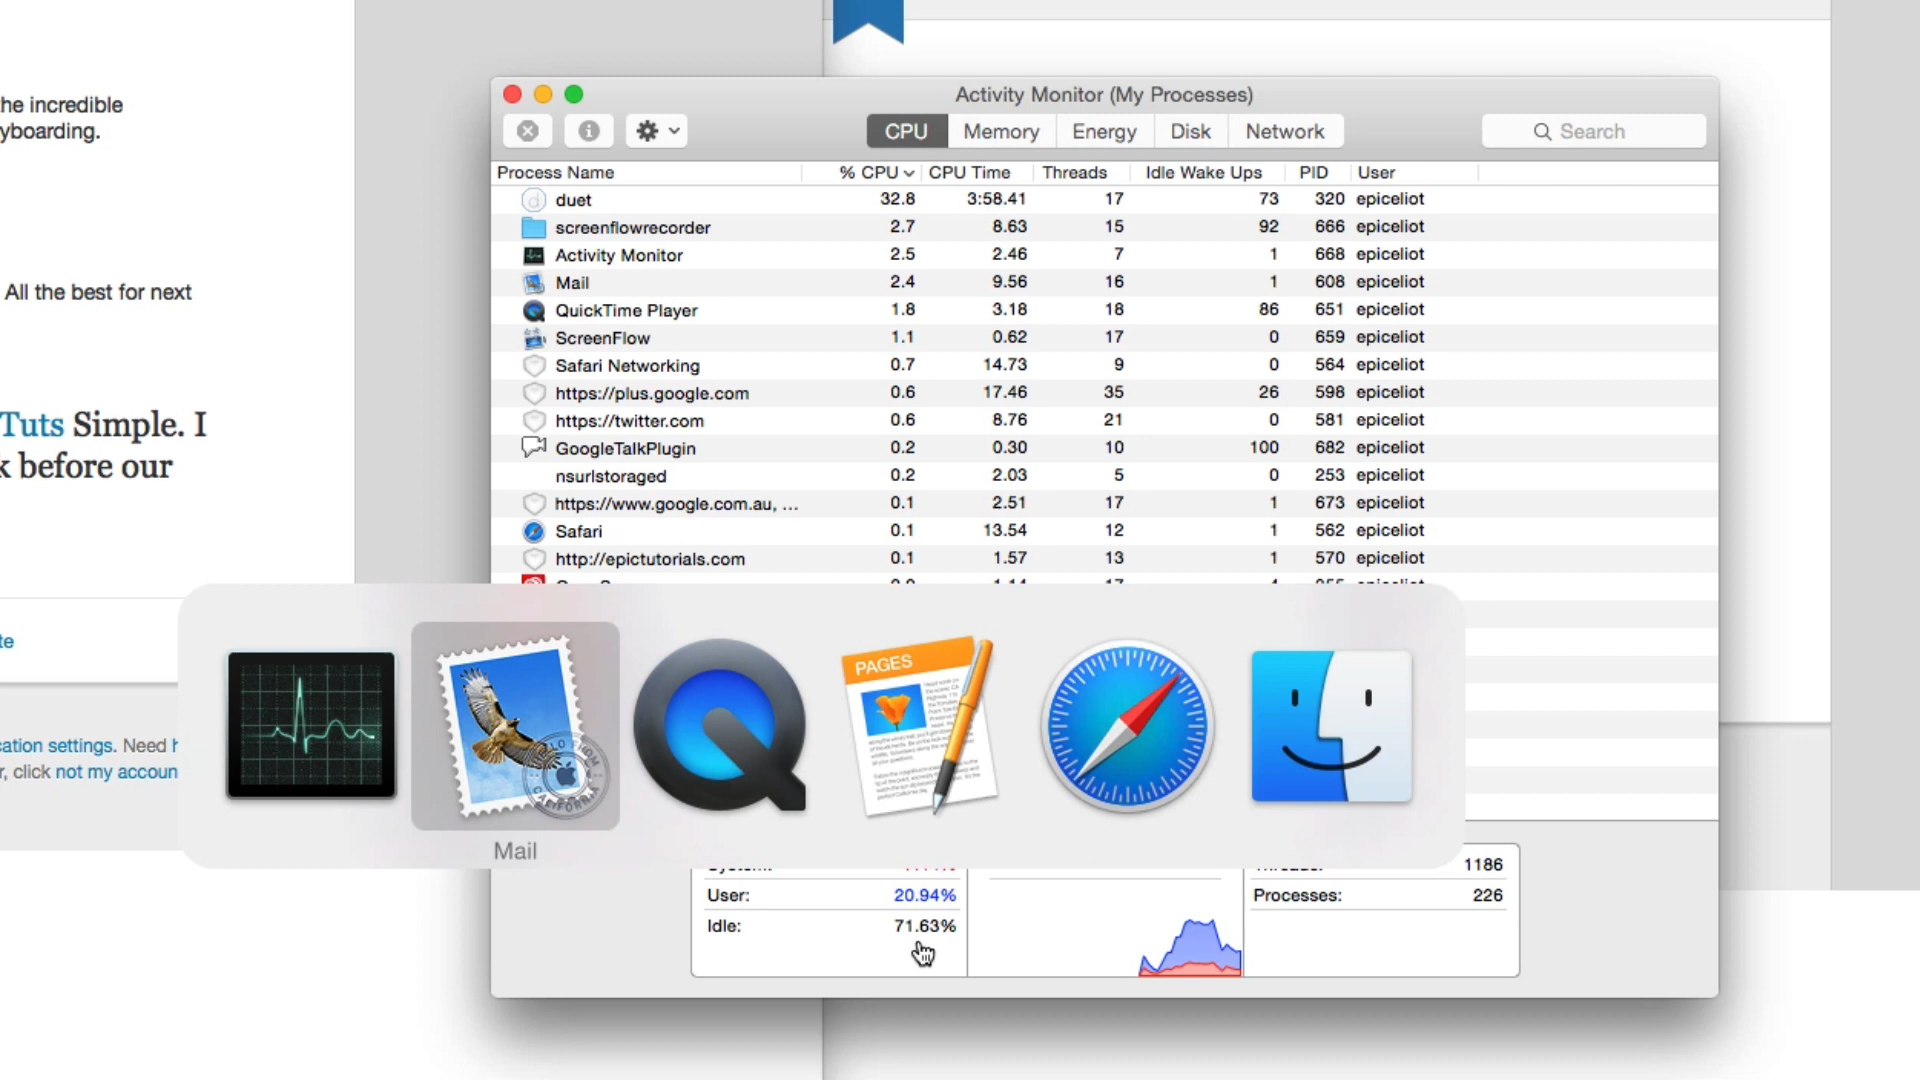 he incredible
yboarding.
All the best for next
Tuts Simple. I
k before our
te
cation settings. Need h
r, click not my accoun
Activity Monitor (My Processes)
CPU Memory Energy Disk Network
Search
Process Name % CPU CPU Time Threads Idle Wake Ups PID User
duet 32.8 3:58.41 17 73 320 epiceliot
screenflowrecorder 2.7 8.63 15 92 666 epiceliot
Activity Monitor 2.5 2.46 7 1 668 epiceliot
Mail 2.4 9.56 16 1 608 epiceliot
QuickTime Player 1.8 3.18 18 86 651 epiceliot
ScreenFlow 1.1 0.62 17 0 659 epiceliot
Safari Networking 0.7 14.73 9 0 564 epiceliot
https://plus.google.com 0.6 17.46 35 26 598 epiceliot
https://twitter.com 0.6 8.76 21 0 581 epiceliot
GoogleTalkPlugin 0.2 0.30 10 100 682 epiceliot
nsurlstoraged 0.2 2.03 5 0 253 epiceliot
https://www.google.com.au, ... 0.1 2.51 17 1 673 epiceliot
Safari 0.1 13.54 12 1 562 epiceliot
http://epictutorials.com 0.1 1.57 13 1 570 epiceliot
PAGES
CALIFORNIA
Mail
1186
User: 20.94%
Processes: 226
Idle: 71.63%